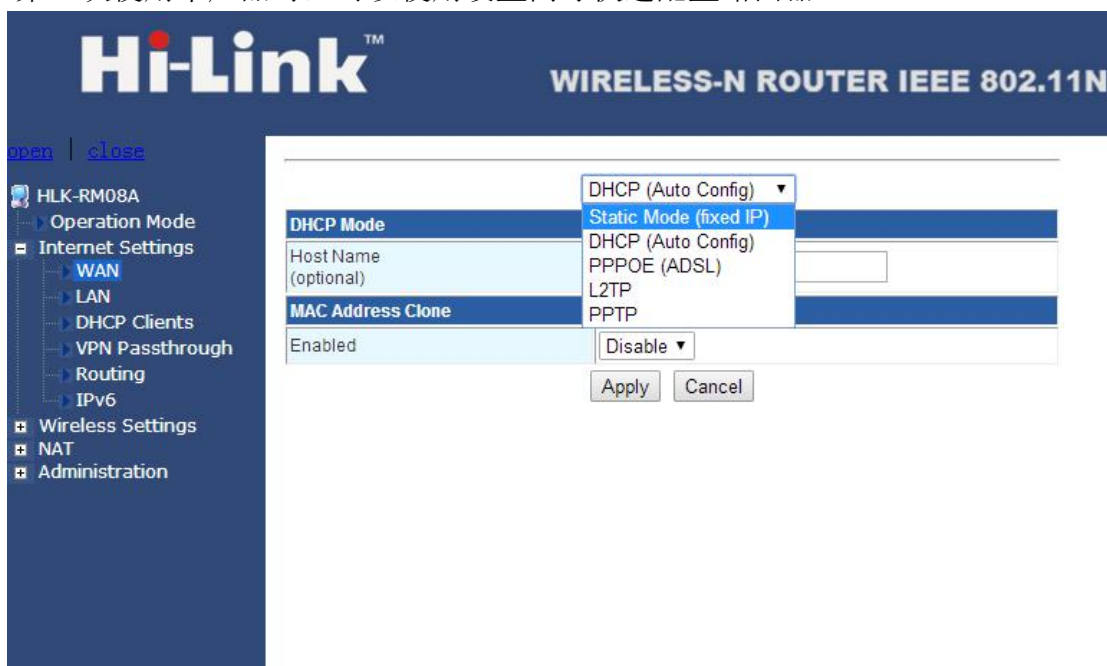 Hi-Link™
WIRELESS-N ROUTER IEEE 802.11N
open | close
HLK-RM08A
Operation Mode
Internet Settings
WAN
LAN
DHCP Clients
VPN Passthrough
Routing
IPv6
Wireless Settings
NAT
Administration
DHCP (Auto Config)
Static Mode (fixed IP)
DHCP (Auto Config)
PPPOE (ADSL)
L2TP
PPTP
DHCP Mode
Host Name
(optional)
MAC Address Clone
Enabled
Disable
Apply
Cancel